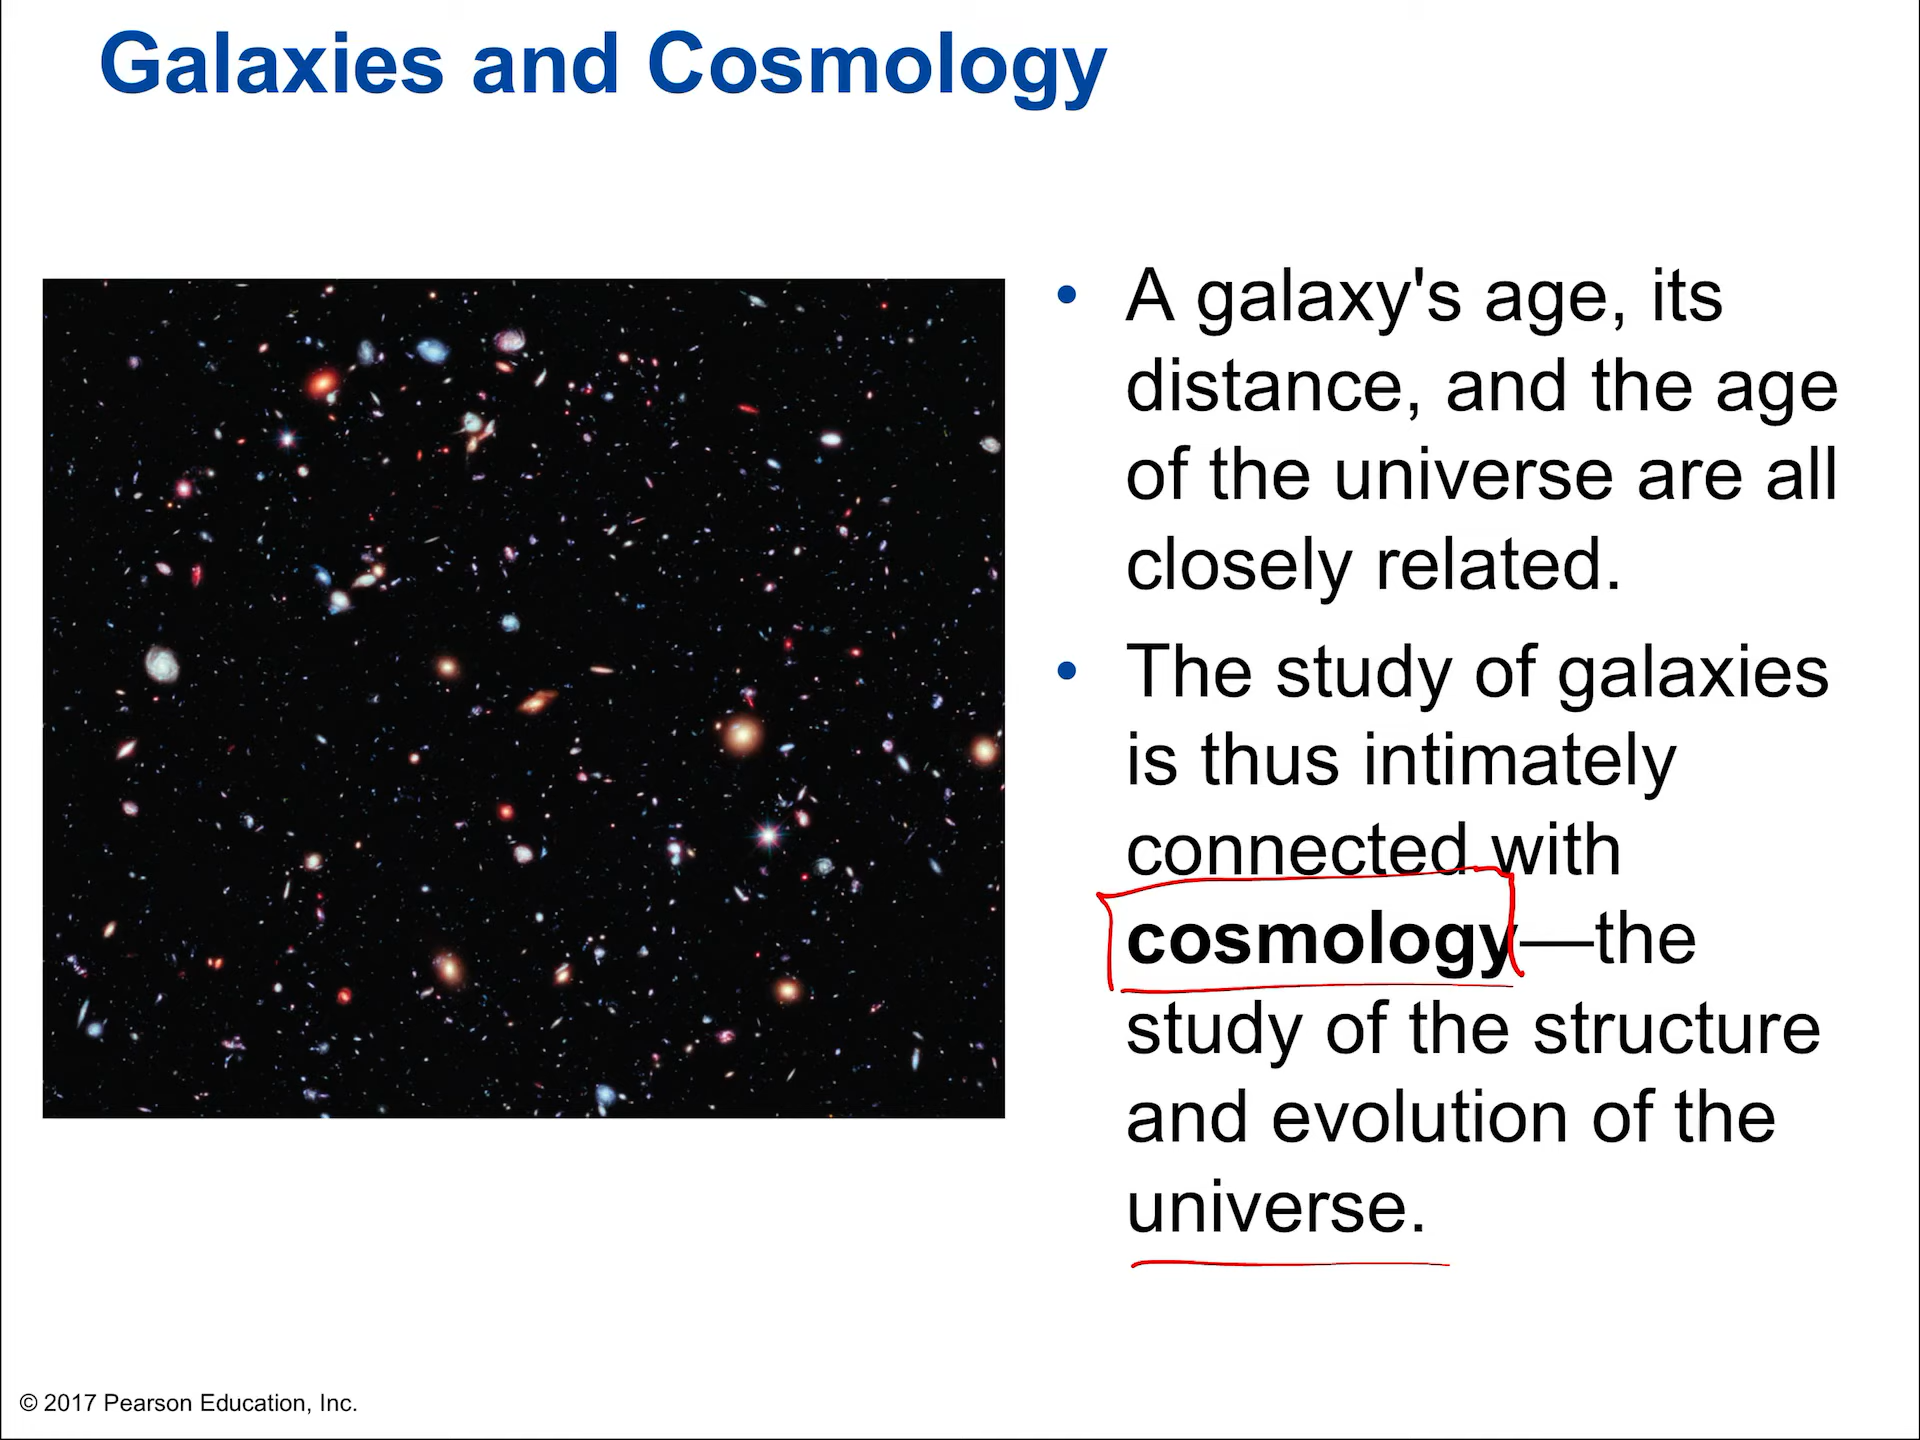 Galaxies and Cosmology
• A galaxy's age, its
distance, and the age
of the universe are all
closely related.
• The study of galaxies
is thus intimately
connected with
cosmology—the
study of the structure
and evolution of the
universe.
© 2017 Pearson Education, Inc.